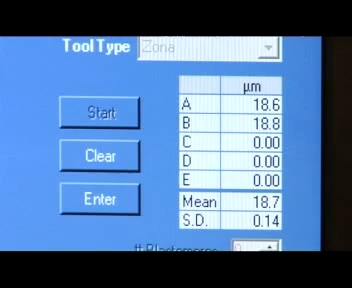 Tool Type Zona
µm
Start
A 18.6
B 18.8
Clear
C 0.00
D 0.00
E 0.00
Enter
Mean 18.7
S.D. 0.14
# Blastomeres 0